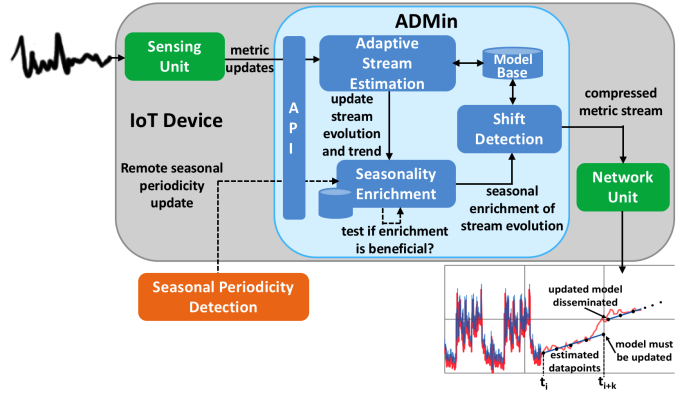 ADMin
Sensing
Unit
metric
updates
IoT Device
A
P
I
Adaptive
Stream
Estimation
Model
Base
update
stream
evolution
and trend
Shift
Detection
compressed
metric stream
Remote seasonal
periodicity
update
Seasonality
Enrichment
seasonal
enrichment of
stream evolution
Network
Unit
test if enrichment
is beneficial?
Seasonal Periodicity
Detection
updated model
disseminated
estimated
datapoints
model must
be updated
ti
ti+k